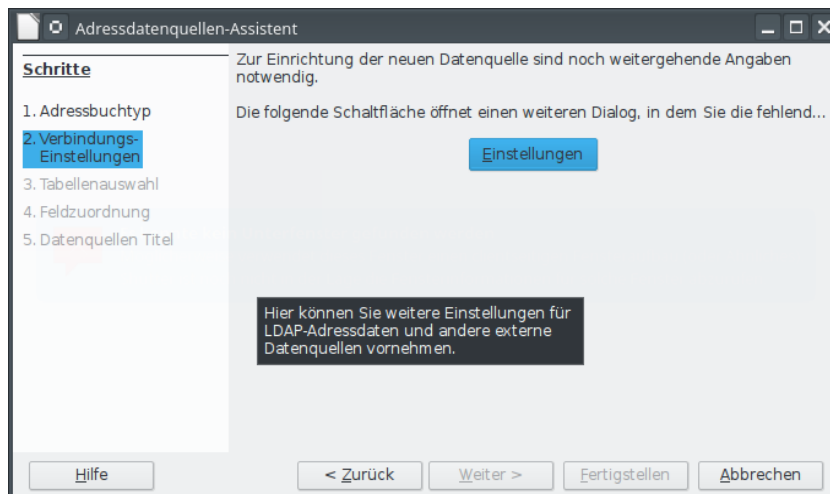 Adressdatenquellen-Assistent
Schritte
1. Adressbuchtyp
2. Verbindungs-
Einstellungen
3. Tabellenauswahl
4. Feldzuordnung
5. Datenquellen Titel
Zur Einrichtung der neuen Datenquelle sind noch weitergehende Angaben
notwendig.
Die folgende Schaltfläche öffnet einen weiteren Dialog, in dem Sie die fehlend...
Einstellungen
Hier können Sie weitere Einstellungen für
LDAP-Adressdaten und andere externe
Datenquellen vornehmen.
Hilfe
< Zurück
Weiter >
Fertigstellen
Abbrechen